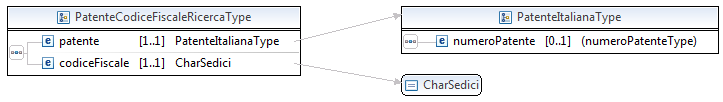 PatenteCodiceFiscaleRicercaType
patente [1..1] PatenteItalianaType
codiceFiscale [1..1] CharSedici
PatenteItalianaType
numeroPatente [0..1] (numeroPatenteType)
CharSedici